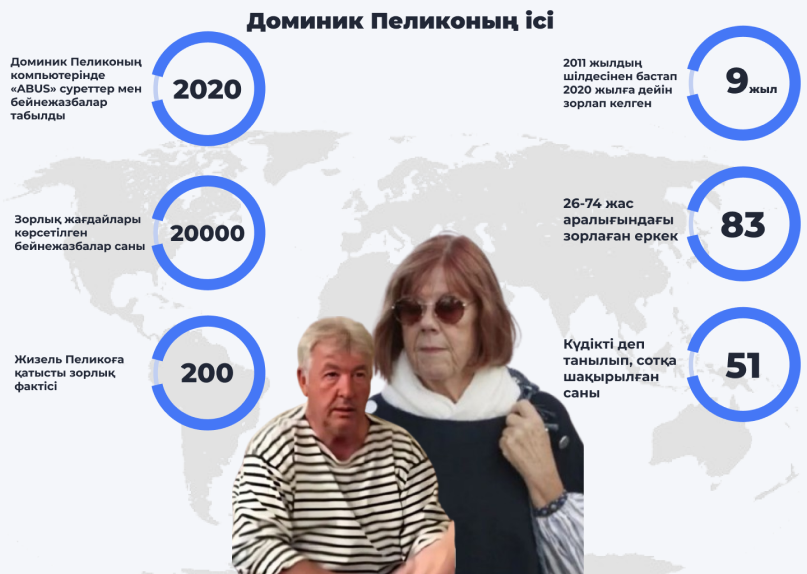 Доминик Пеликоның ісі
Доминик Пеликоның
компьютерінде
«ABUS» суреттер мен
бейнежазбалар
табылды
2020
Зорлық жағдайлары
көрсетілген
бейнежазбалар саны
20000
Жизель Пеликоға
қатысты зорлық
фактісі
200
2011 жылдың
шілдесінен бастап
2020 жылға дейін
зорлап келген
9 жыл
26-74 жас
аралығындағы
зорлаған еркек
83
Күдікті деп
танылып, сотқа
шақырылған
саны
51